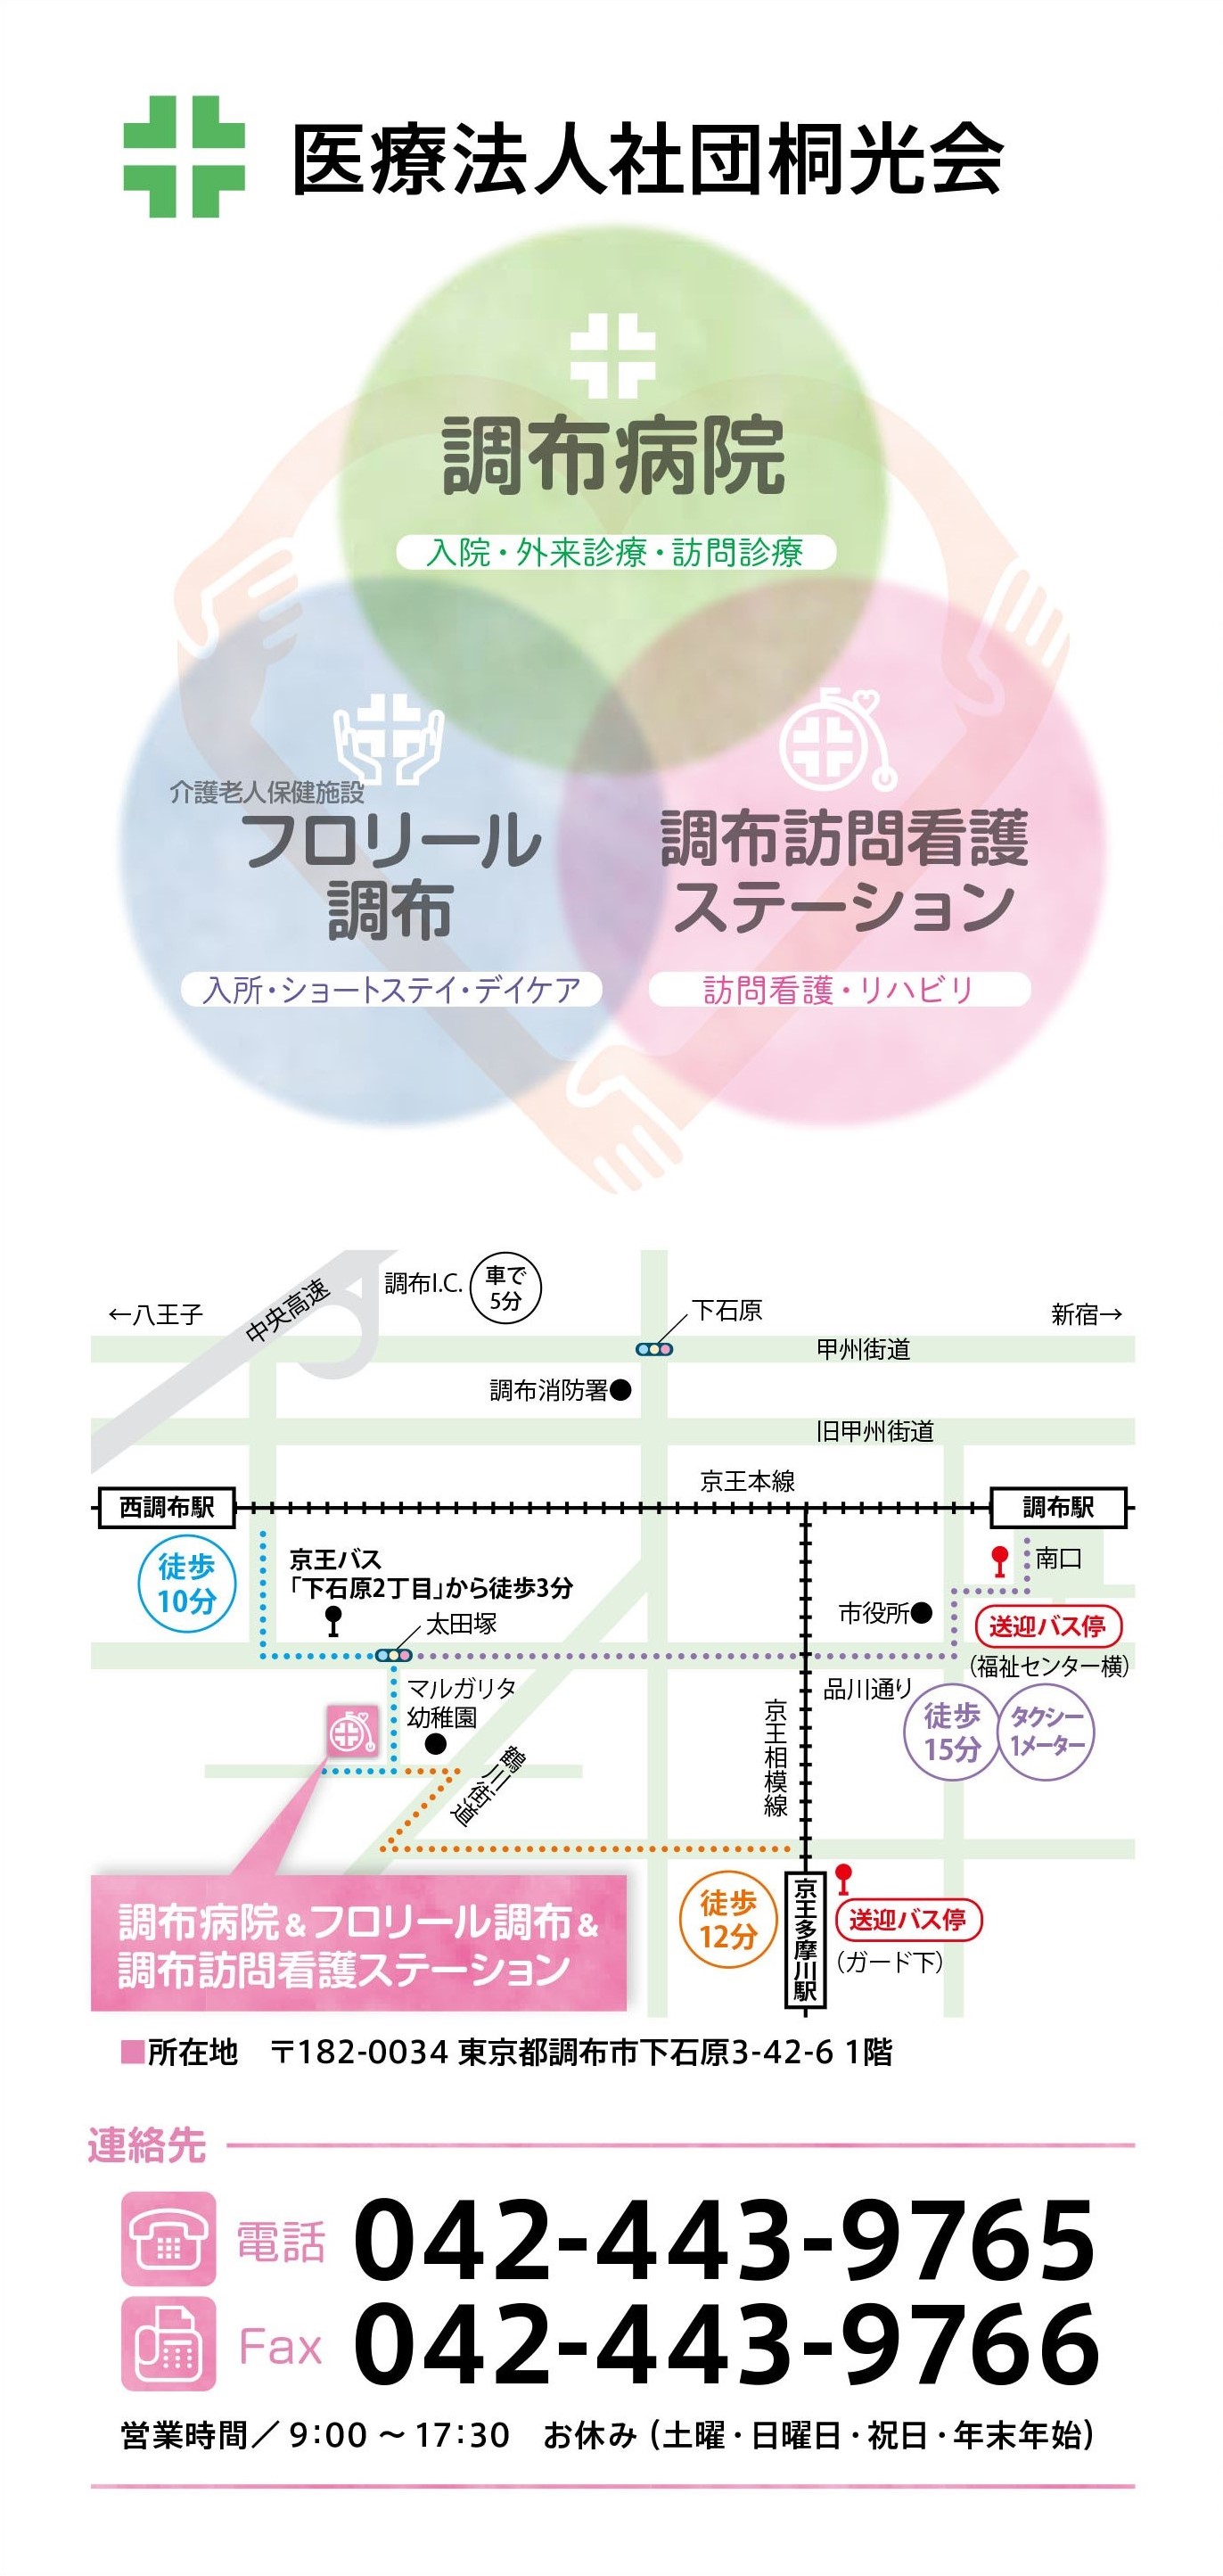 医療法人社団桐光会
調布病院
入院・外来診療・訪問診療
介護老人保健施設
フロリール
調布
入所・ショートステイ・デイケア
調布訪問看護
ステーション
訪問看護・リハビリ
←八王子
中央高速
調布I.C.
車で
5分
下石原
新宿→
甲州街道
調布消防署
旧甲州街道
京王本線
西調布駅
調布駅
徒歩
10分
京王バス
「下石原2丁目」から徒歩3分
太田塚
南口
市役所
送迎バス停
（福祉センター横）
マルガリタ
幼稚園
品川通り
徒歩
15分
タクシー
1メーター
京王相模線
鶴川街道
調布病院&フロリール調布&
調布訪問看護ステーション
徒歩
12分
京王多摩川駅
送迎バス停
（ガード下）
■所在地　〒182-0034 東京都調布市下石原3-42-6 1階
連絡先
電話 042-443-9765
Fax 042-443-9766
営業時間／9:00 〜 17:30　お休み（土曜・日曜日・祝日・年末年始）